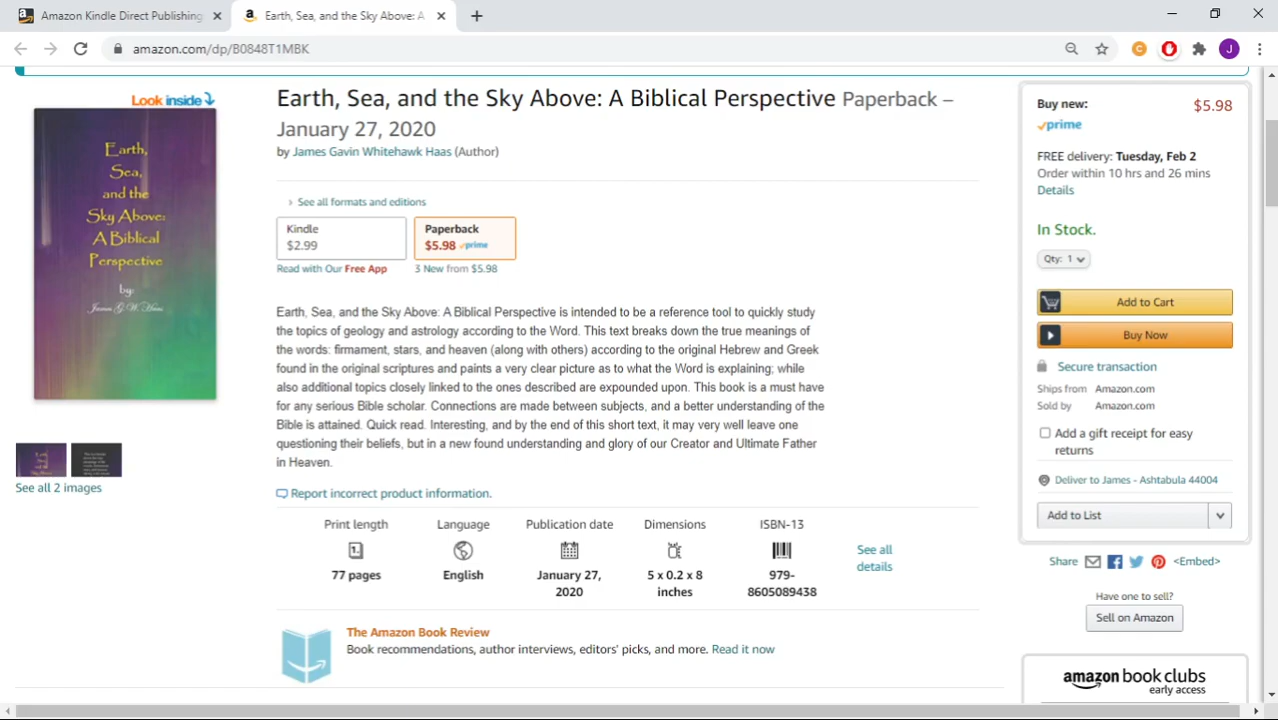 Amazon Kindle Direct Publishing
Earth, Sea, and the Sky Above: A
amazon.com/dp/B0848T1MBK
C
J
Look inside
Earth,
Sea,
and the
Sky Above:
A Biblical
Perspective
by:
James G.W. Haas
See all 2 images
Earth, Sea, and the Sky Above: A Biblical Perspective Paperback –
January 27, 2020
by James Gavin Whitehawk Haas (Author)
› See all formats and editions
Kindle
$2.99
Paperback
$5.98 prime
Read with Our Free App
3 New from $5.98
Earth, Sea, and the Sky Above: A Biblical Perspective is intended to be a reference tool to quickly study
the topics of geology and astrology according to the Word. This text breaks down the true meanings of
the words: firmament, stars, and heaven (along with others) according to the original Hebrew and Greek
found in the original scriptures and paints a very clear picture as to what the Word is explaining; while
also additional topics closely linked to the ones described are expounded upon. This book is a must have
for any serious Bible scholar. Connections are made between subjects, and a better understanding of the
Bible is attained. Quick read. Interesting, and by the end of this short text, it may very well leave one
questioning their beliefs, but in a new found understanding and glory of our Creator and Ultimate Father
in Heaven.
Report incorrect product information.
Print length
77 pages
Language
English
Publication date
January 27,
2020
Dimensions
5 x 0.2 x 8
inches
ISBN-13
979-
8605089438
See all
details
The Amazon Book Review
Book recommendations, author interviews, editors' picks, and more. Read it now
Buy new:
$5.98
prime
FREE delivery: Tuesday, Feb 2
Order within 10 hrs and 26 mins
Details
In Stock.
Qty: 1
Add to Cart
Buy Now
Secure transaction
Ships from Amazon.com
Sold by Amazon.com
Add a gift receipt for easy
returns
Deliver to James - Ashtabula 44004
Add to List
Share <Embed>
Have one to sell?
Sell on Amazon
amazon book clubs
early access